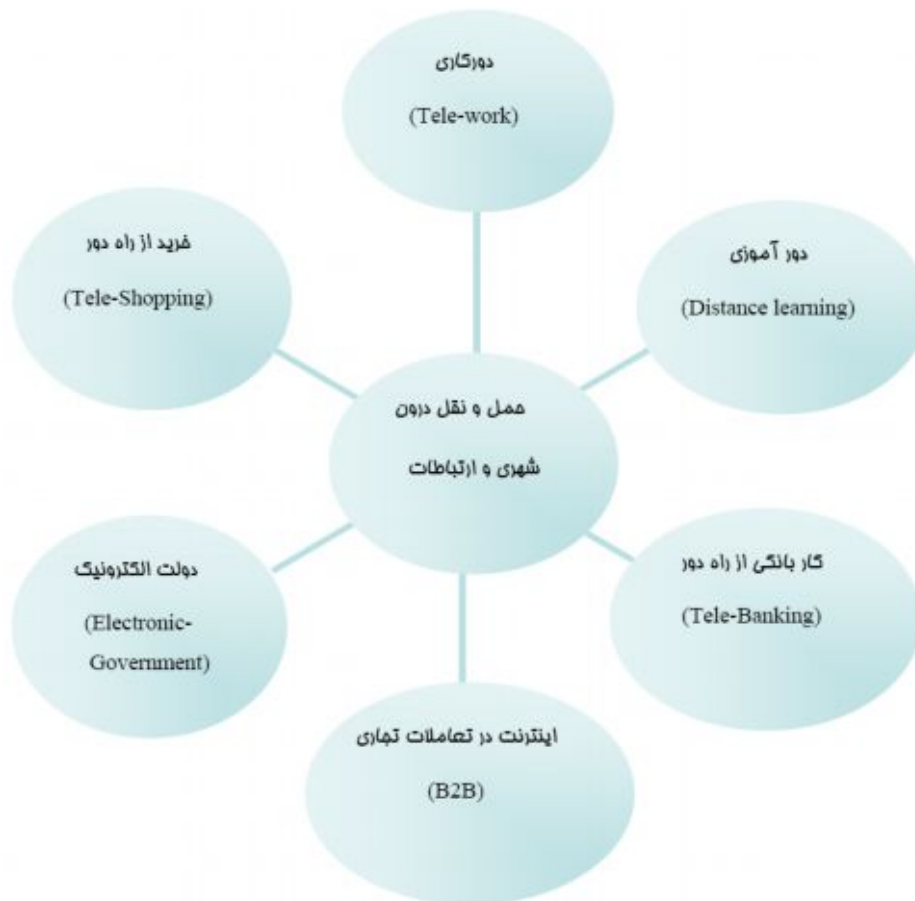 دورکاری
(Tele-work)
خرید از راه دور
(Tele-Shopping)
دور آموزی
(Distance learning)
حمل و نقل درون
شهری و ارتباطات
دولت الکترونیک
(Electronic-
Government)
کار بانکی از راه دور
(Tele-Banking)
اینترنت در تعاملات تجاری
(B2B)